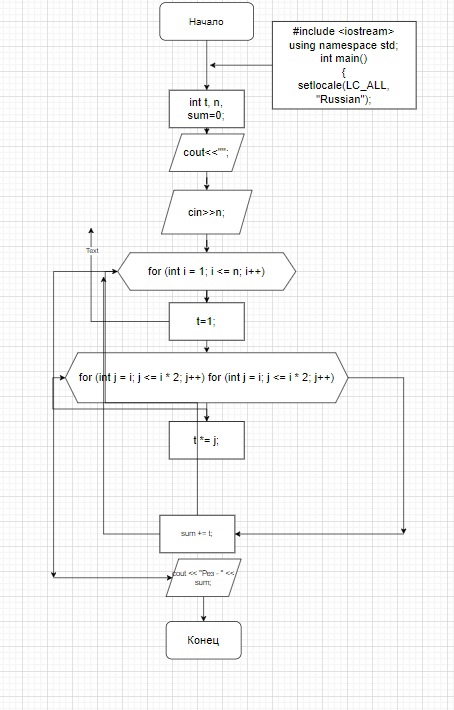 Начало
#include <iostream>
using namespace std;
int main()
{
setlocale(LC_ALL,
"Russian");
int t, n,
sum=0;
cout<<"";
cin>>n;
Text
for (int i = 1; i <= n; i++)
t=1;
for (int j = i; j <= i * 2; j++) for (int j = i; j <= i * 2; j++)
t *= j;
sum += t;
cout << "Рез - " <<
sum;
Конец